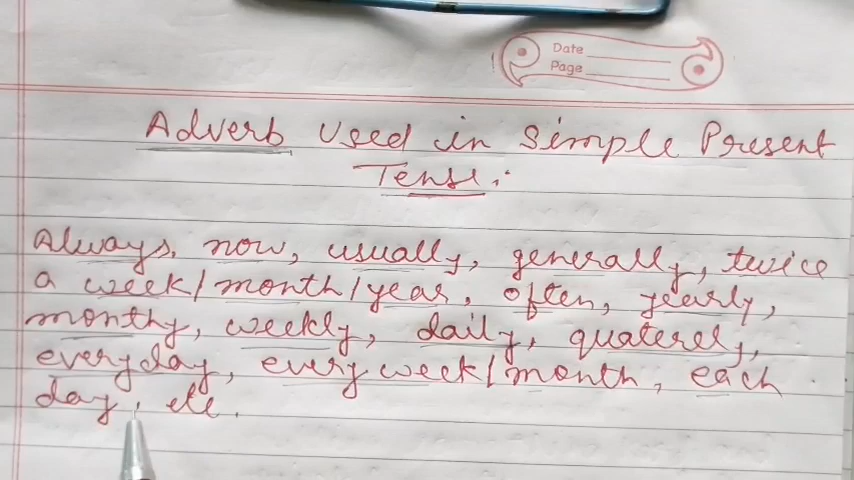 Date
Page
Adverb Used in Simple Present
Tense:
Always, now, usually, generally, twice
a week/month/year, often, yearly,
monthy, weekly, daily, quaterely,
everyday, every week/month, each
day, etc.